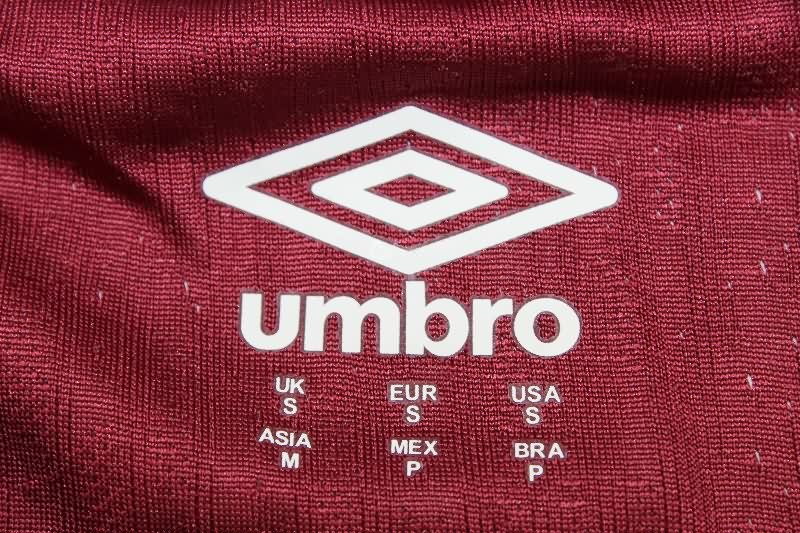 umbro
UK EUR USA
S S S
ASIA MEX BRA
M P P